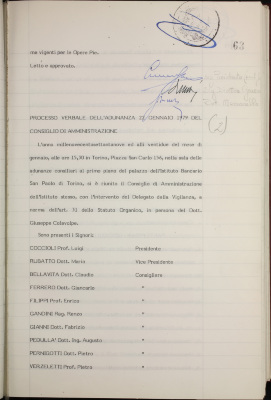 63
me vigenti per le Opere Pie.
Letto e approvato.
(2)
PROCESSO VERBALE DELL'ADUNANZA 22 GENNAIO 1979 DEL
CONSIGLIO DI AMMINISTRAZIONE
L'anno millenovecentosettantanove ed alli ventidue del mese di
gennaio, alle ore 15,30 in Torino, Piazza San Carlo 156, nella sala delle
adunanze consiliari al primo piano del palazzo dell'Istituto Bancario
San Paolo di Torino, si è riunito il Consiglio di Amministrazione
dell'Istituto stesso, con l'intervento del Delegato della Vigilanza, a
norma dell'art. 31 dello Statuto Organico, in persona del Dott.
Giuseppe
Sono presenti i Signori:
COCCIOLI Prof. Luigi Presidente
RUSATTO Dott. Mario Vice Presidente
BELLAVITA Dott. Claudio Consigliere
FERRERO Dott. Giancarlo "
FILIPPI Prof. Enrico "
GANDINI Rag. Renzo "
GIANNI Dott. Fabrizio "
PEDULLA' Dott. Ing. Augusto "
PERNIGOTTI Dott. Pietro "
VERZELETTI Prof. Pietro "